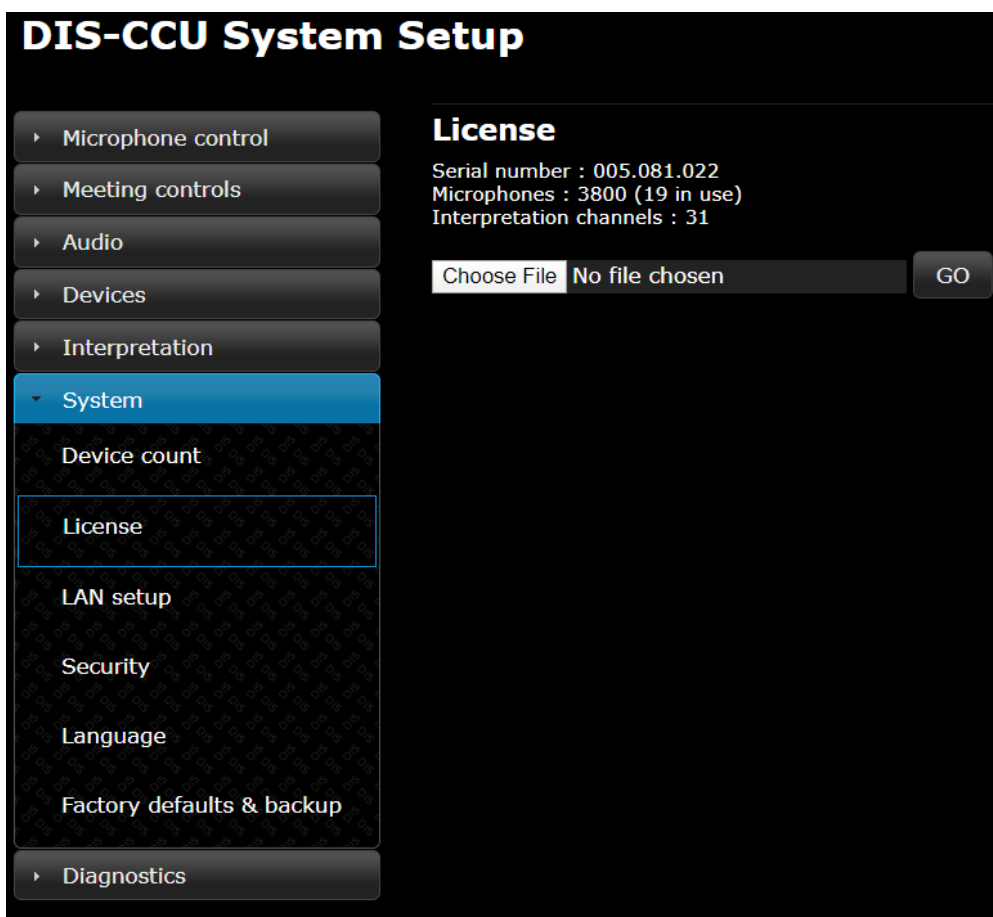 DIS-CCU System Setup
Microphone control
Meeting controls
Audio
Devices
Interpretation
System
Device count
License
LAN setup
Security
Language
Factory defaults & backup
Diagnostics
License
Serial number : 005.081.022
Microphones : 3800 (19 in use)
Interpretation channels : 31
Choose File No file chosen GO